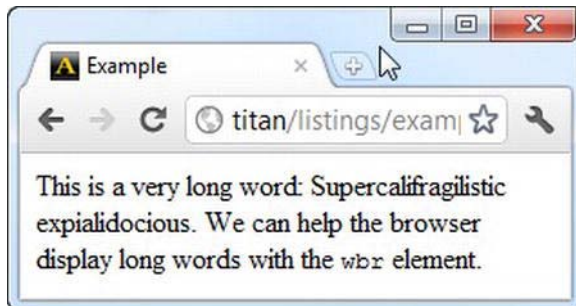 A Example
titan/listings/examp
This is a very long word: Supercalifragilistic
expialidocious. We can help the browser
display long words with the wbr element.